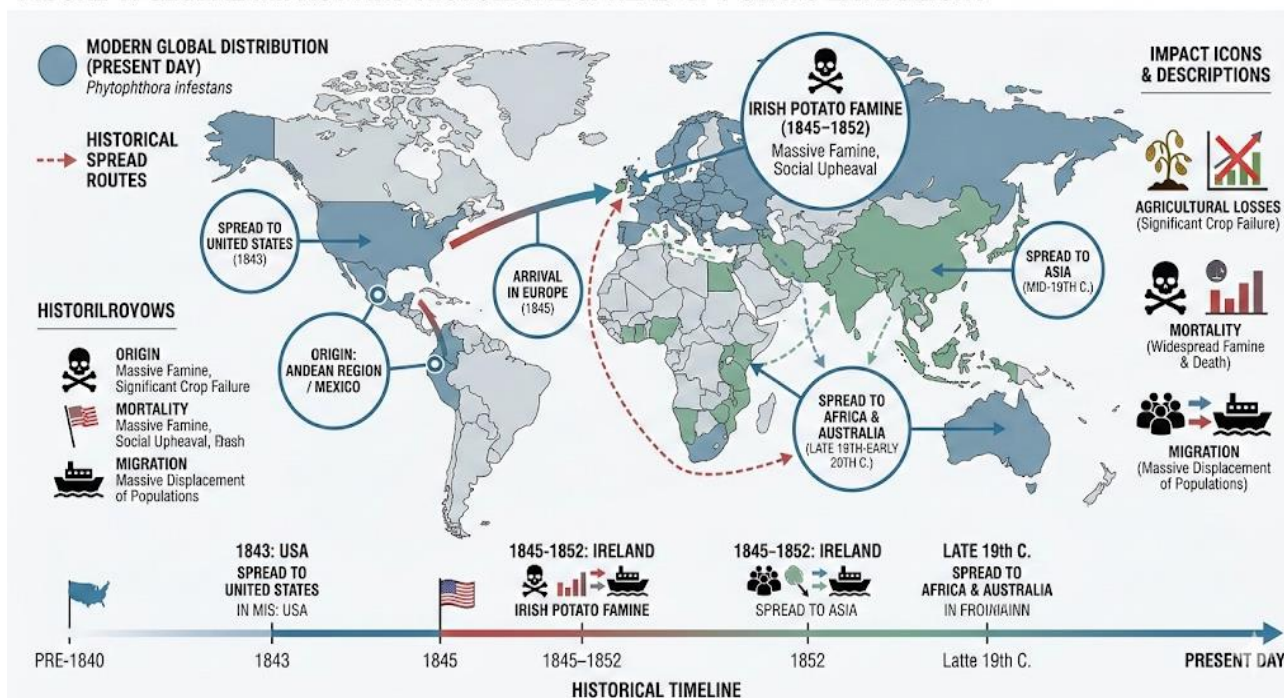 MODERN GLOBAL DISTRIBUTION
(PRESENT DAY)
Phytophthora infestans
HISTORICAL
SPREAD
ROUTES
SPREAD TO
UNITED STATES
(1843)
HISTORILROYOWS
ORIGIN
Massive Famine,
Significant Crop Failure
MORTALITY
Massive Famine,
Social Upheaval,
MIGRATION
Massive Displacement
of Populations
ORIGIN:
ANDEAN REGION
/ MEXICO
ARRIVAL
IN EUROPE
(1845)
IRISH POTATO FAMINE
(1845–1852)
Massive Famine,
Social Upheaval
SPREAD TO
ASIA
(MID-19TH C.)
SPREAD TO
AFRICA &
AUSTRALIA
(LATE 19TH-EARLY
20TH C.)
IMPACT ICONS
& DESCRIPTIONS
AGRICULTURAL LOSSES
(Significant Crop Failure)
MORTALITY
(Widespread Famine
& Death)
MIGRATION
(Massive Displacement
of Populations)
1843: USA
SPREAD TO
UNITED STATES
IN MIS: USA
1845-1852: IRELAND
IRISH POTATO FAMINE
1845–1852: IRELAND
SPREAD TO ASIA
LATE 19th C.
SPREAD TO
AFRICA & AUSTRALIA
PRE-1840
1843
1845
1845–1852
1852
Latte 19th C.
PRESENT DAY
HISTORICAL TIMELINE